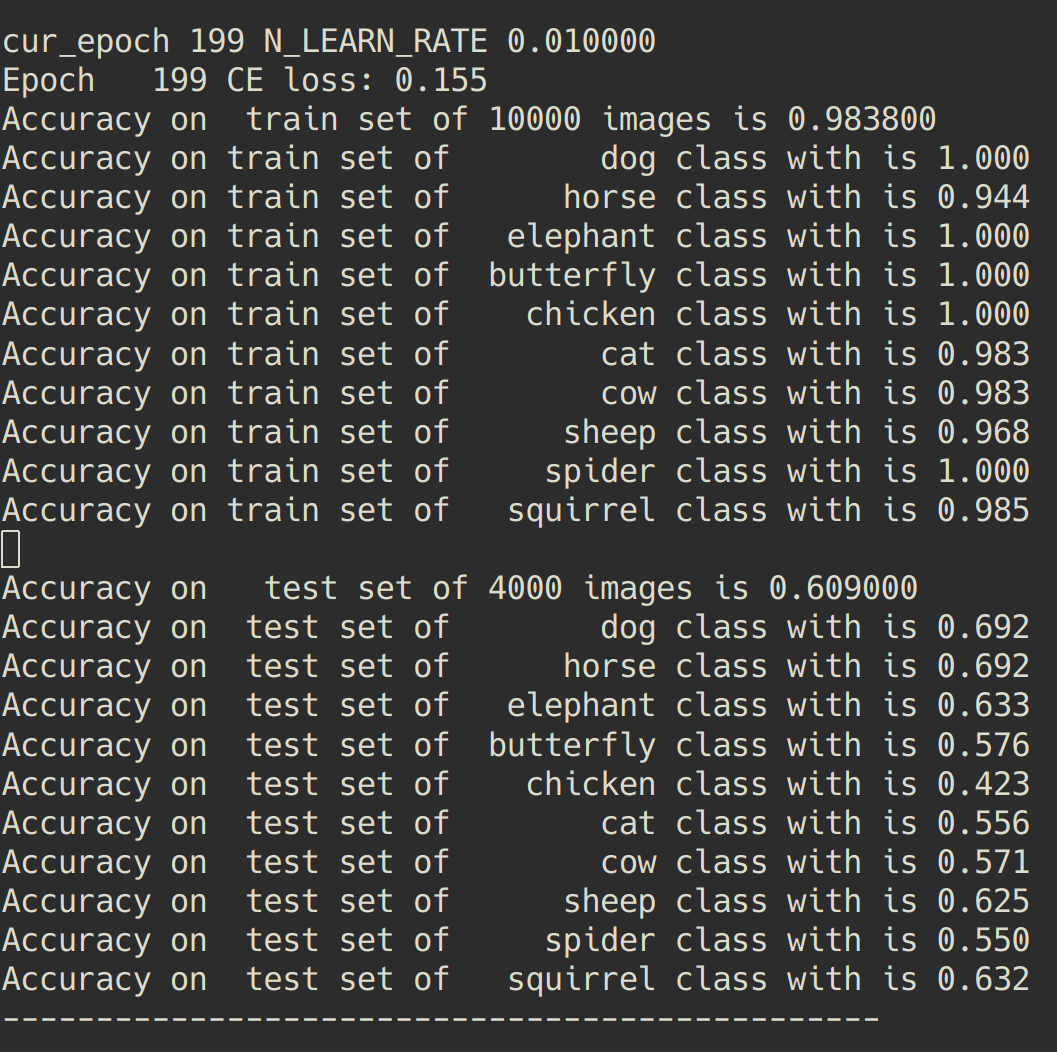 cur_epoch 199 N_LEARN_RATE 0.010000
Epoch   199 CE loss: 0.155
Accuracy on  train set of 10000 images is 0.983800
Accuracy on train set of        dog class with is 1.000
Accuracy on train set of      horse class with is 0.944
Accuracy on train set of   elephant class with is 1.000
Accuracy on train set of  butterfly class with is 1.000
Accuracy on train set of    chicken class with is 1.000
Accuracy on train set of        cat class with is 0.983
Accuracy on train set of        cow class with is 0.983
Accuracy on train set of      sheep class with is 0.968
Accuracy on train set of     spider class with is 1.000
Accuracy on train set of   squirrel class with is 0.985
Accuracy on   test set of 4000 images is 0.609000
Accuracy on  test set of        dog class with is 0.692
Accuracy on  test set of      horse class with is 0.692
Accuracy on  test set of   elephant class with is 0.633
Accuracy on  test set of  butterfly class with is 0.576
Accuracy on  test set of    chicken class with is 0.423
Accuracy on  test set of        cat class with is 0.556
Accuracy on  test set of        cow class with is 0.571
Accuracy on  test set of      sheep class with is 0.625
Accuracy on  test set of     spider class with is 0.550
Accuracy on  test set of   squirrel class with is 0.632
-----------------------------------------------